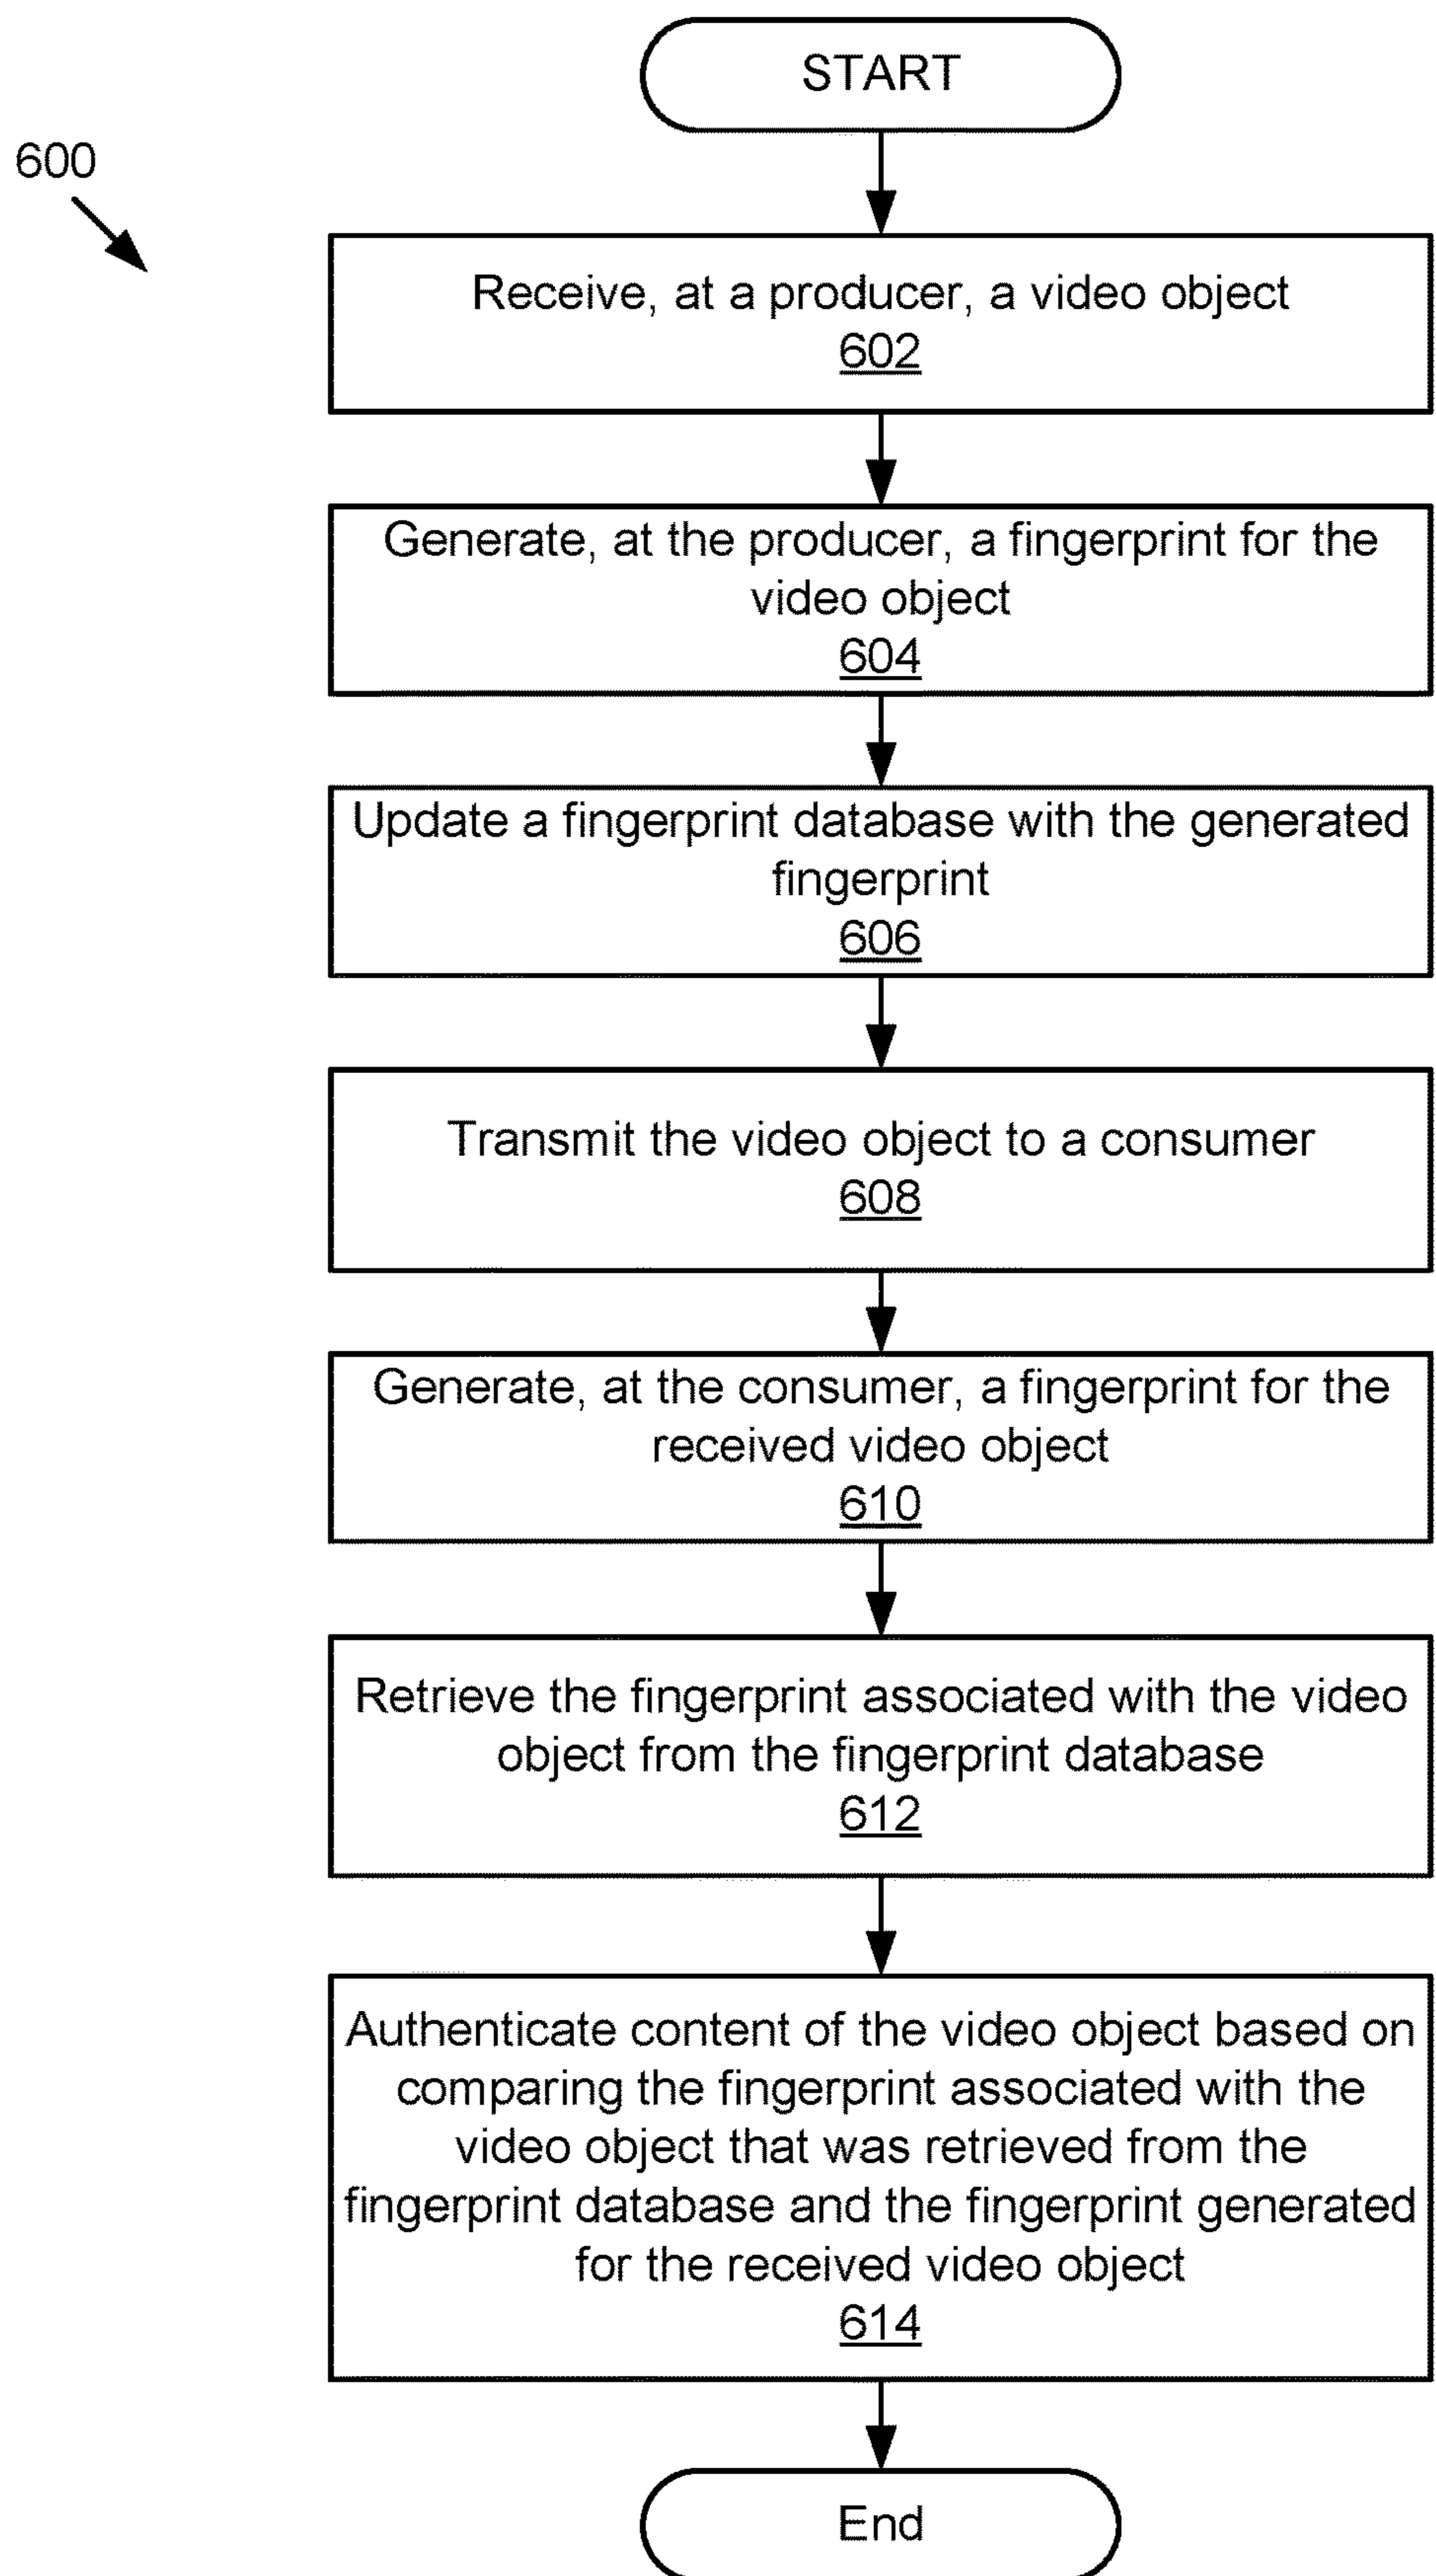 START
600
Receive, at a producer, a video object
602
Generate, at the producer, a fingerprint for the
video object
604
Update a fingerprint database with the generated
fingerprint
606
Transmit the video object to a consumer
608
Generate, at the consumer, a fingerprint for the
received video object
610
Retrieve the fingerprint associated with the video
object from the fingerprint database
612
Authenticate content of the video object based on
comparing the fingerprint associated with the
video object that was retrieved from the
fingerprint database and the fingerprint generated
for the received video object
614
End